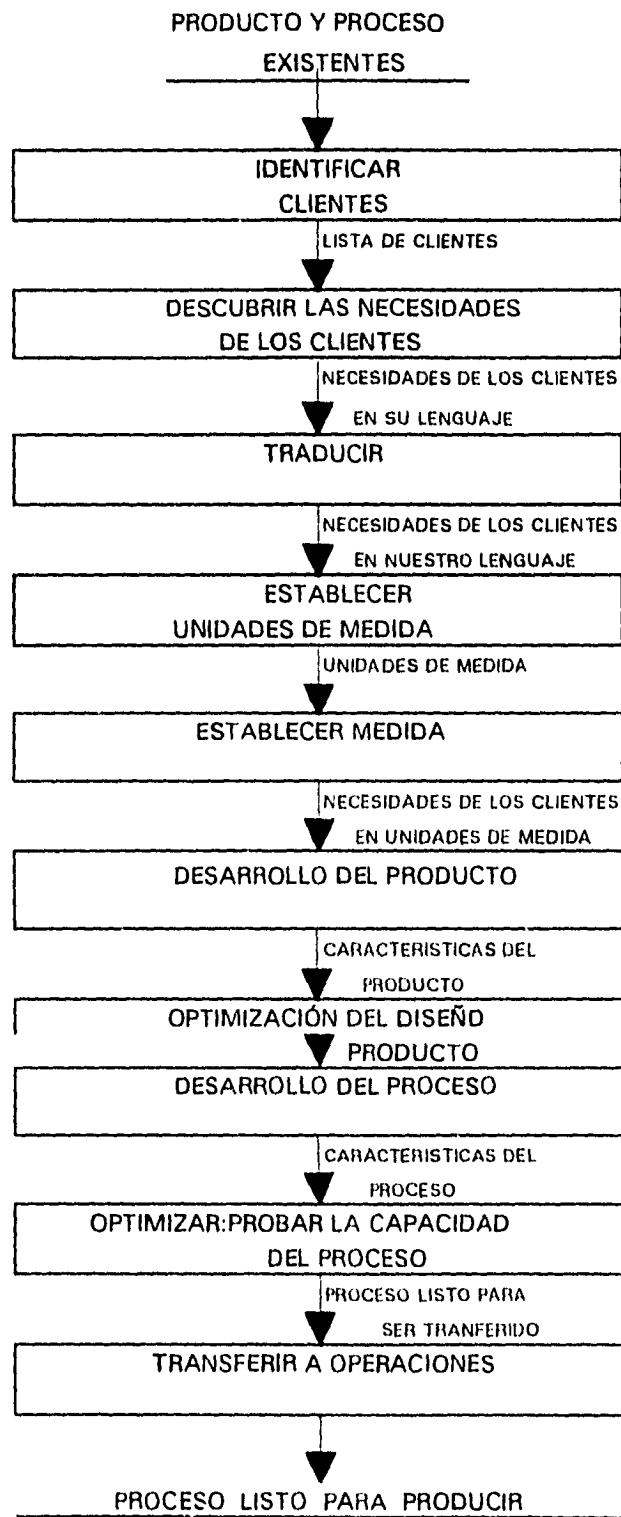 PRODUCTO Y PROCESO
EXISTENTES
IDENTIFICAR
CLIENTES
LISTA DE CLIENTES
DESCUBRIR LAS NECESIDADES
DE LOS CLIENTES
NECESIDADES DE LOS CLIENTES
EN SU LENGUAJE
TRADUCIR
NECESIDADES DE LOS CLIENTES
EN NUESTRO LENGUAJE
ESTABLECER
UNIDADES DE MEDIDA
UNIDADES DE MEDIDA
ESTABLECER MEDIDA
NECESIDADES DE LOS CLIENTES
EN UNIDADES DE MEDIDA
DESARROLLO DEL PRODUCTO
CARACTERISTICAS DEL
PRODUCTO
OPTIMIZACIÓN DEL DISEÑO
PRODUCTO
DESARROLLO DEL PROCESO
CARACTERISTICAS DEL
PROCESO
OPTIMIZAR:PROBAR LA CAPACIDAD
DEL PROCESO
PROCESO LISTO PARA
SER TRANFERIDO
TRANSFERIR A OPERACIONES
PROCESO LISTO PARA PRODUCIR